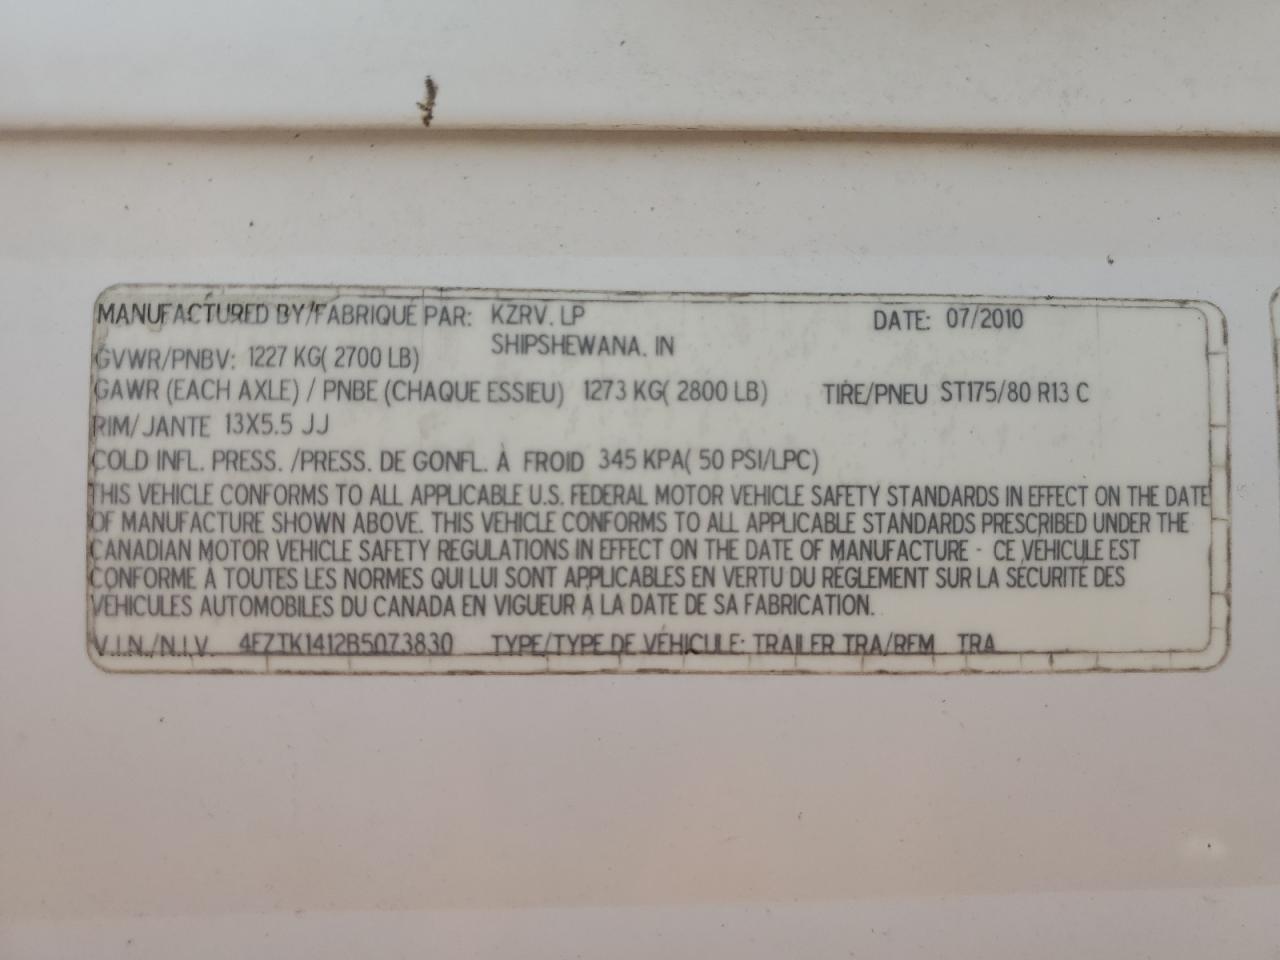 MANUFACTURED BY/FABRIQUÉ PAR: KZRV, LP DATE: 07/2010
SHIPSHEWANA, IN
GVWR/PNBV: 1227 KG( 2700 LB)
GAWR (EACH AXLE) / PNBE (CHAQUE ESSIEU) 1273 KG( 2800 LB) TIRE/PNEU ST175/80 R13 C
RIM/JANTE 13X5.5 JJ
COLD INFL. PRESS. /PRESS. DE GONFL. À FROID 345 KPA( 50 PSI/LPC)
THIS VEHICLE CONFORMS TO ALL APPLICABLE U.S. FEDERAL MOTOR VEHICLE SAFETY STANDARDS IN EFFECT ON THE DATE
OF MANUFACTURE SHOWN ABOVE. THIS VEHICLE CONFORMS TO ALL APPLICABLE STANDARDS PRESCRIBED UNDER THE
CANADIAN MOTOR VEHICLE SAFETY REGULATIONS IN EFFECT ON THE DATE OF MANUFACTURE - CE VÉHICULE EST
CONFORME À TOUTES LES NORMES QUI LUI SONT APPLICABLES EN VERTU DU RÈGLEMENT SUR LA SÉCURITÉ DES
VÉHICULES AUTOMOBILES DU CANADA EN VIGUEUR À LA DATE DE SA FABRICATION.
V.I.N./N.I.V. 4EZTK1412B5073830 TYPE/TYPE DE VÉHICULE: TRAILER TRA/REM TRA